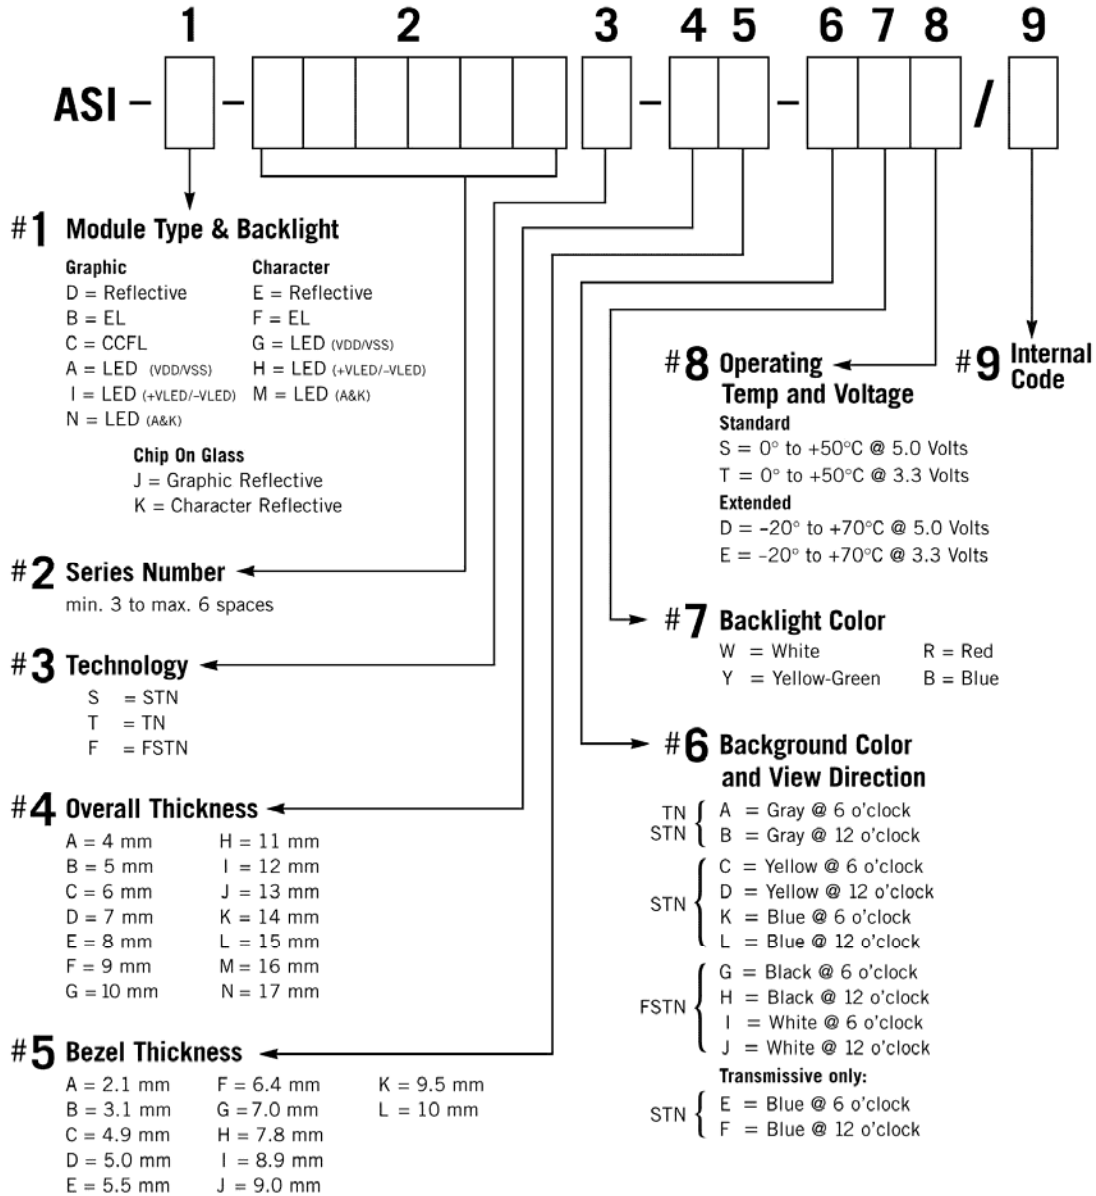 1 2 3 4 5 6 7 8 9
ASI – – – – /
#1 Module Type & Backlight
Graphic
D = Reflective
B = EL
C = CCFL
A = LED (VDD/VSS)
I = LED (+VLED/–VLED)
N = LED (A&K)
Character
E = Reflective
F = EL
G = LED (VDD/VSS)
H = LED (+VLED/–VLED)
M = LED (A&K)
Chip On Glass
J = Graphic Reflective
K = Character Reflective
#2 Series Number
min. 3 to max. 6 spaces
#3 Technology
S = STN
T = TN
F = FSTN
#4 Overall Thickness
A = 4 mm
B = 5 mm
C = 6 mm
D = 7 mm
E = 8 mm
F = 9 mm
G = 10 mm
H = 11 mm
I = 12 mm
J = 13 mm
K = 14 mm
L = 15 mm
M = 16 mm
N = 17 mm
#5 Bezel Thickness
A = 2.1 mm
B = 3.1 mm
C = 4.9 mm
D = 5.0 mm
E = 5.5 mm
F = 6.4 mm
G = 7.0 mm
H = 7.8 mm
I = 8.9 mm
J = 9.0 mm
K = 9.5 mm
L = 10 mm
#8 Operating
Temp and Voltage
Standard
S = 0° to +50°C @ 5.0 Volts
T = 0° to +50°C @ 3.3 Volts
Extended
D = –20° to +70°C @ 5.0 Volts
E = –20° to +70°C @ 3.3 Volts
#9 Internal
Code
#7 Backlight Color
W = White
Y = Yellow-Green
R = Red
B = Blue
#6 Background Color
and View Direction
TN
STN
A = Gray @ 6 o'clock
B = Gray @ 12 o'clock
STN
C = Yellow @ 6 o'clock
D = Yellow @ 12 o'clock
K = Blue @ 6 o'clock
L = Blue @ 12 o'clock
FSTN
G = Black @ 6 o'clock
H = Black @ 12 o'clock
I = White @ 6 o'clock
J = White @ 12 o'clock
Transmissive only:
STN
E = Blue @ 6 o'clock
F = Blue @ 12 o'clock